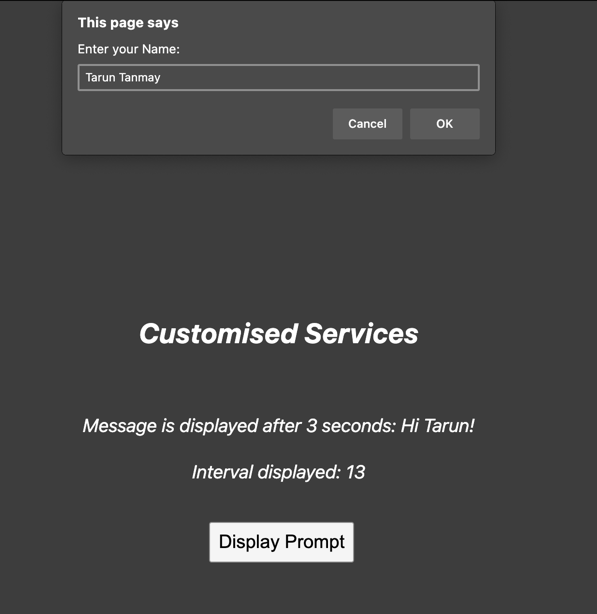 This page says
Enter your Name:
Tarun Tanmay
Cancel OK
Customised Services
Message is displayed after 3 seconds: Hi Tarun!
Interval displayed: 13
Display Prompt